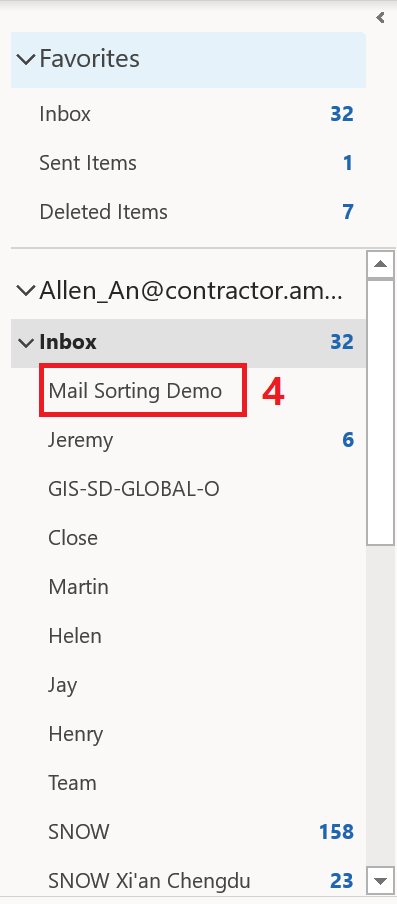 Favorites
Inbox 32
Sent Items 1
Deleted Items 7
Allen_An@contractor.am...
Inbox 32
Mail Sorting Demo 4
Jeremy 6
GIS-SD-GLOBAL-O
Close
Martin
Helen
Jay
Henry
Team
SNOW 158
SNOW Xi'an Chengdu 23